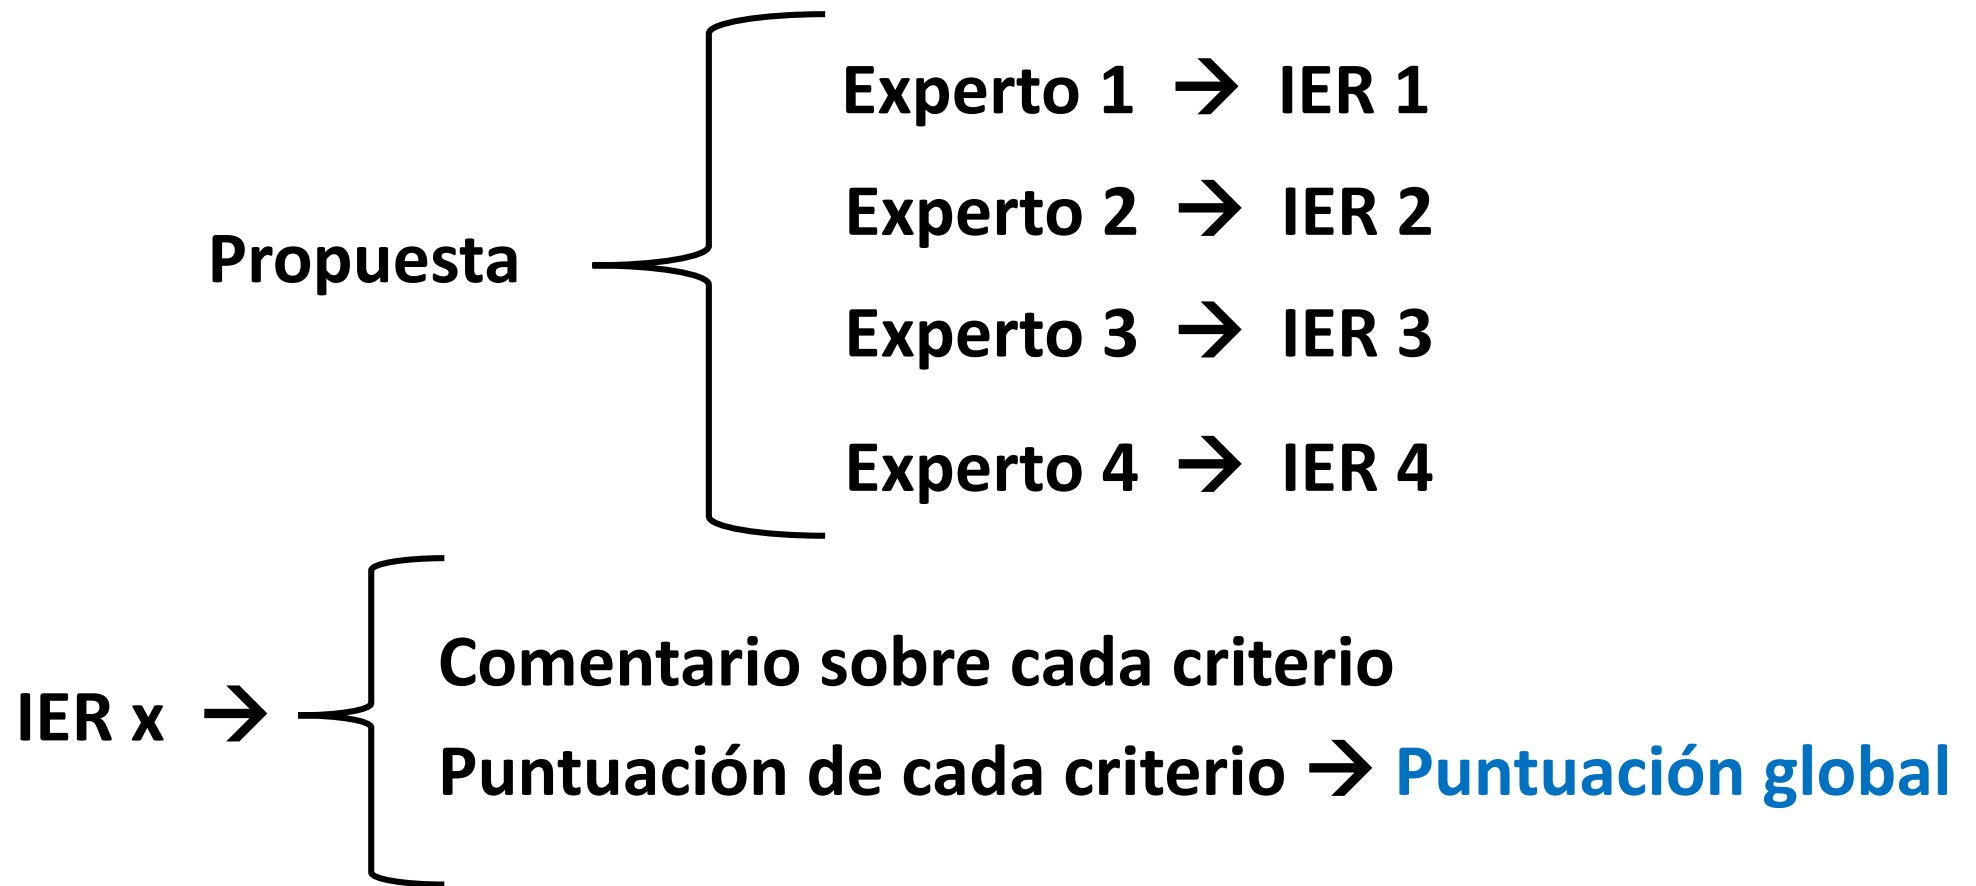 Experto 1 → IER 1
Experto 2 → IER 2
Propuesta
Experto 3 → IER 3
Experto 4 → IER 4
Comentario sobre cada criterio
IER x →
Puntuación de cada criterio → Puntuación global